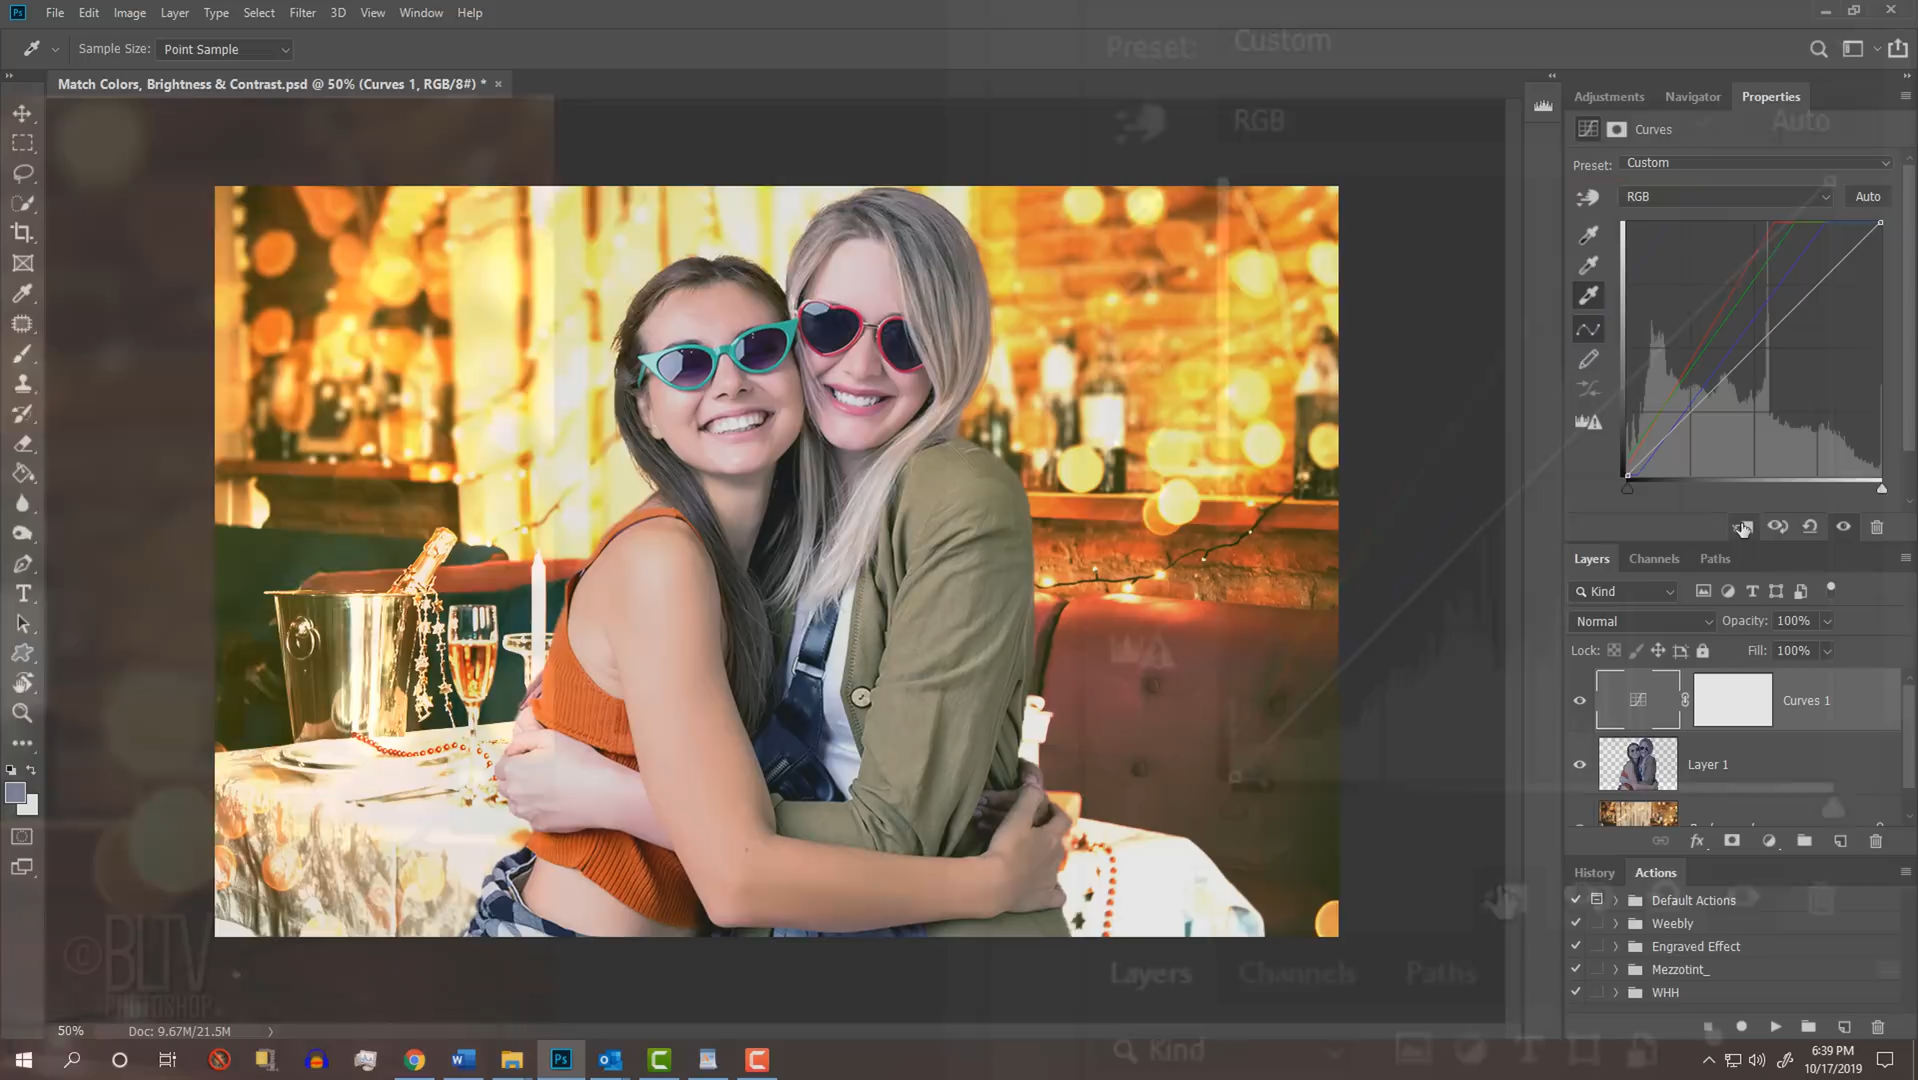 Ps File Edit Image Layer Type Select Filter 3D View Window Help
Sample Size: Point Sample
Match Colors, Brightness & Contrast.psd @ 50% (Curves 1, RGB/8#) * ×
Preset: Custom
RGB
Auto
Adjustments Navigator Properties
Curves
Preset: Custom
RGB Auto
Layers Channels Paths
Kind
Normal Opacity: 100%
Lock: Fill: 100%
Curves 1
Layer 1
History Actions
Default Actions
Weebly
Engraved Effect
Mezzotint_
WHH
Layers Channels Paths
Kind
© BLTV
PHOTOSHOP
50% Doc: 9.67M/21.5M
Ps
6:39 PM
10/17/2019